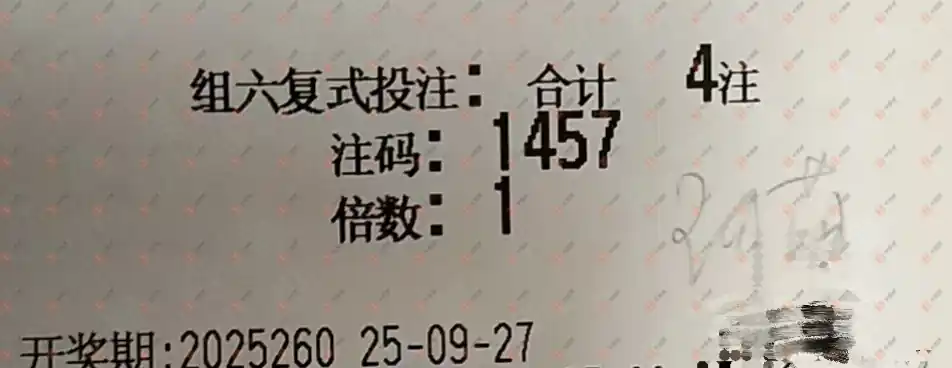 组六复式投注: 合计 4注
注码: 1457
倍数: 1
开奖期:2025260 25-09-27